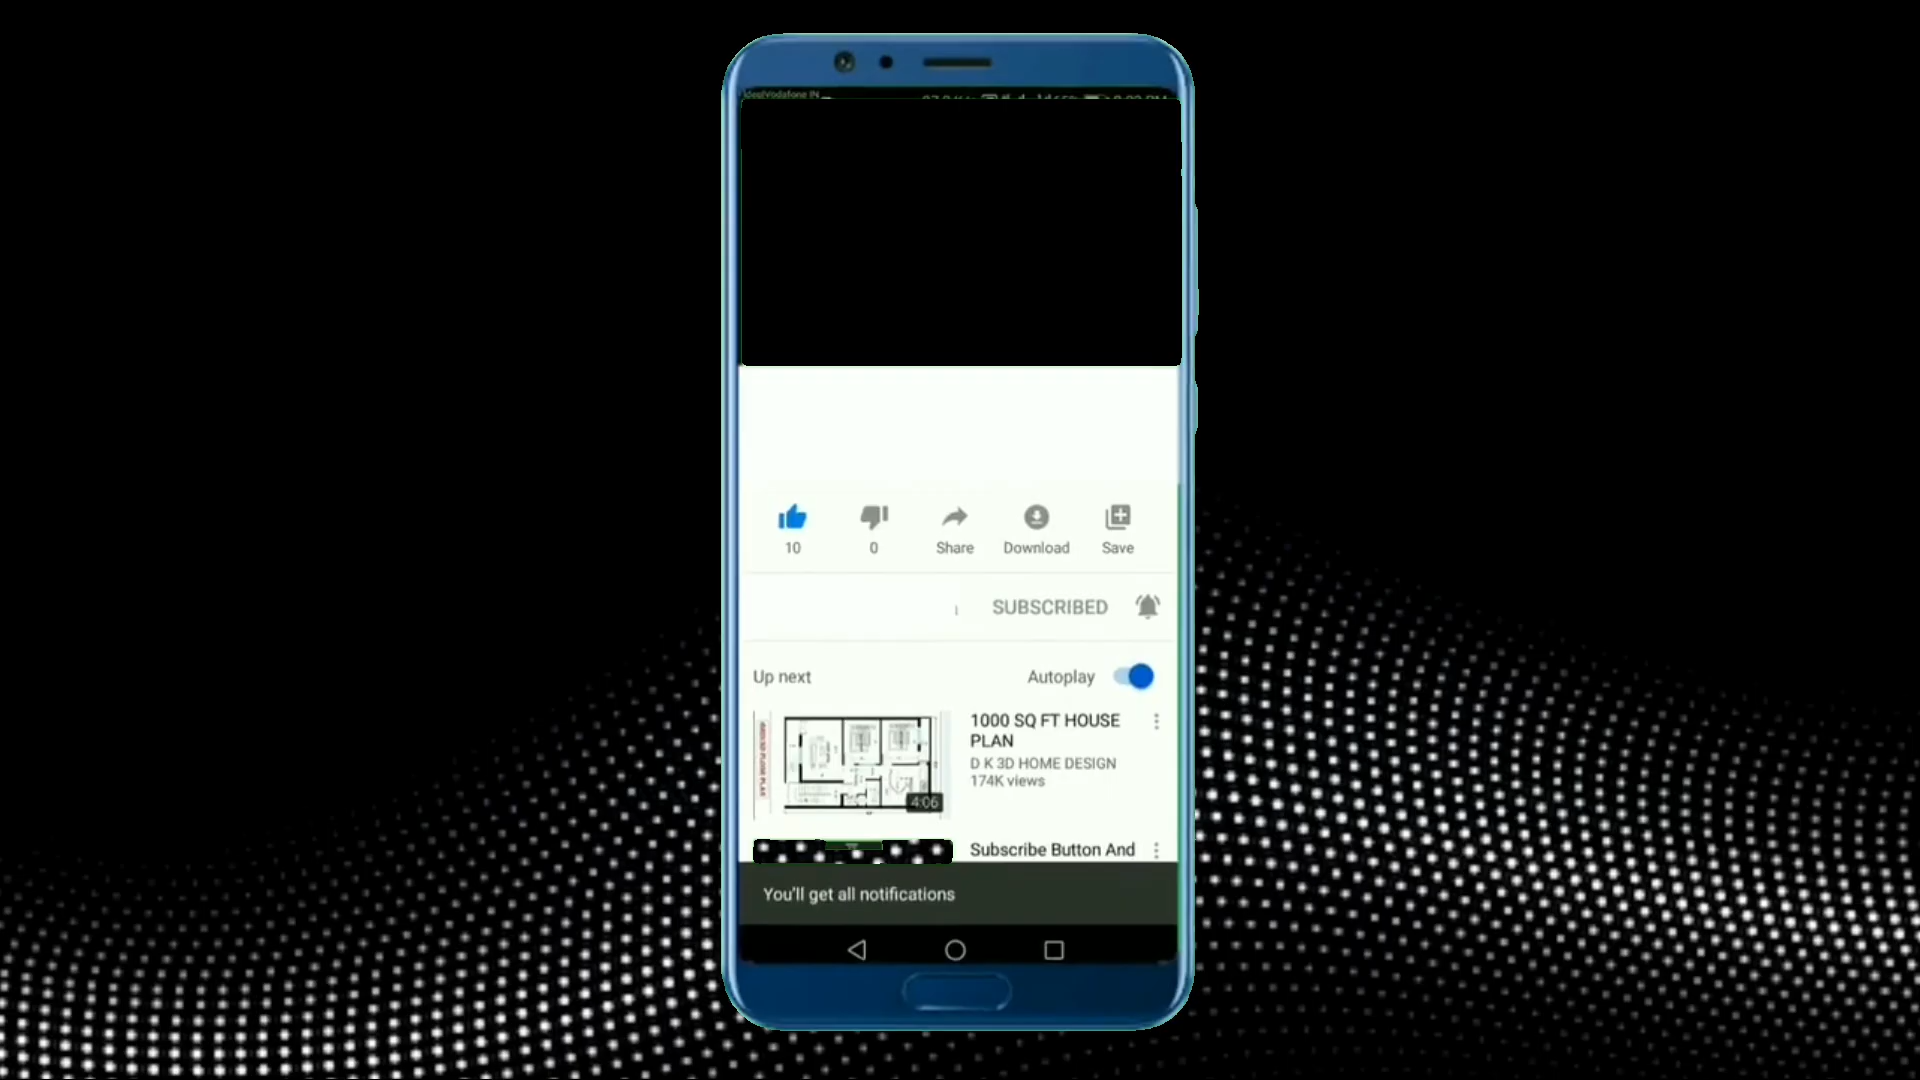 10
0
Share
Download
Save
SUBSCRIBED
Up next
Autoplay
1000 SQ FT HOUSE
PLAN
D K 3D HOME DESIGN
174K views
4:06
Subscribe Button And
You'll get all notifications